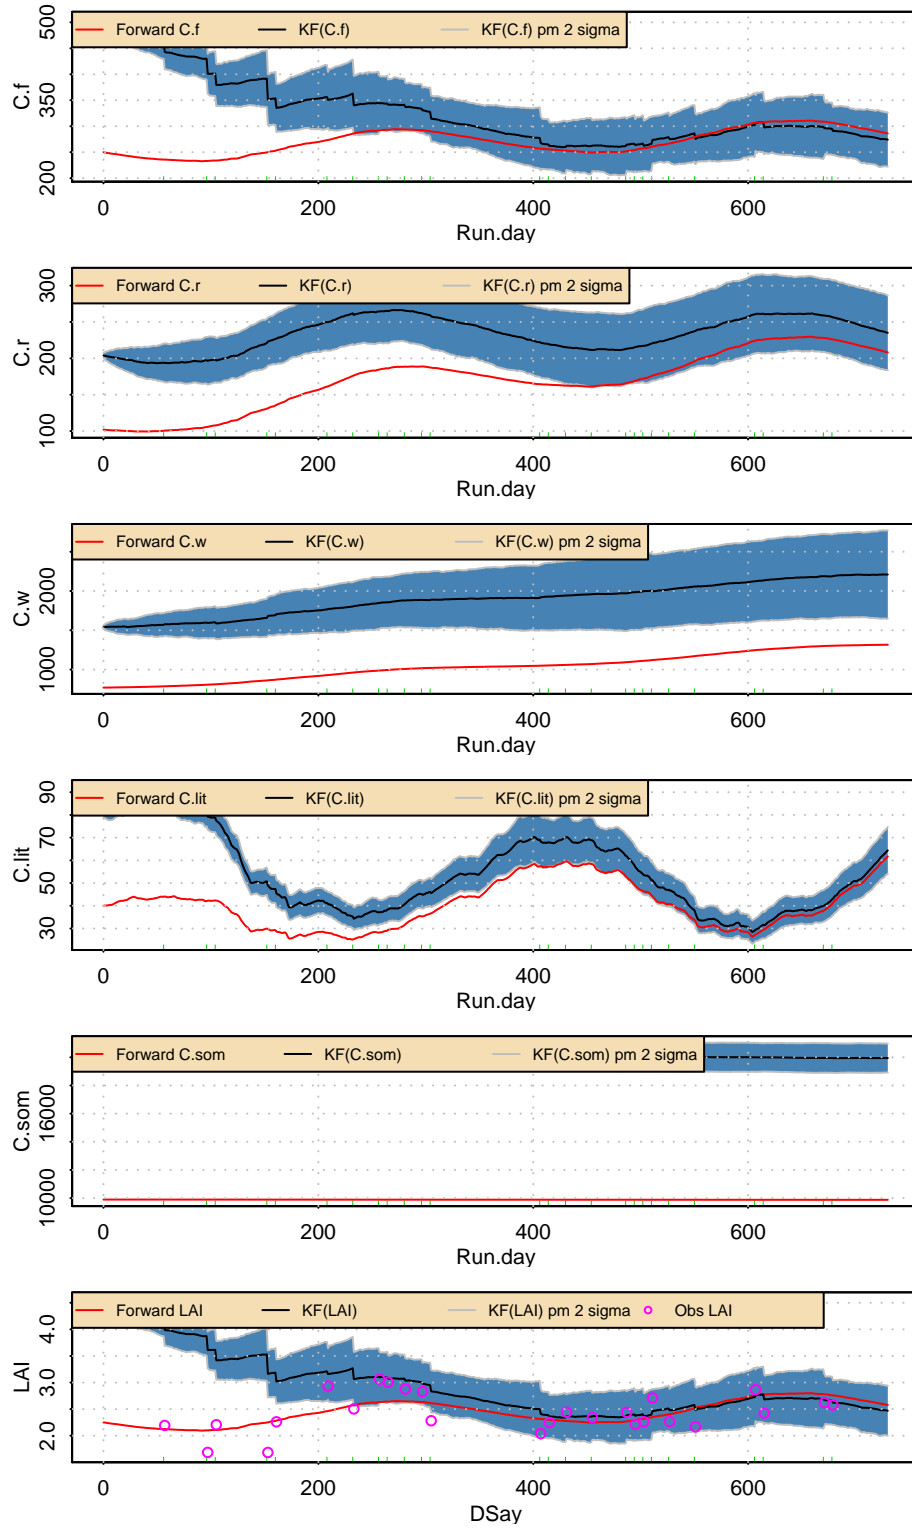 Forward C.f KF(C.f) KF(C.f) pm 2 sigma
500
350
200
C.f
0 200 400 600
Run.day
Forward C.r KF(C.r) KF(C.r) pm 2 sigma
300
200
100
C.r
0 200 400 600
Run.day
Forward C.w KF(C.w) KF(C.w) pm 2 sigma
2000
1000
C.w
0 200 400 600
Run.day
Forward C.lit KF(C.lit) KF(C.lit) pm 2 sigma
90
70
50
30
C.lit
0 200 400 600
Run.day
Forward C.som KF(C.som) KF(C.som) pm 2 sigma
16000
10000
C.som
0 200 400 600
Run.day
Forward LAI KF(LAI) KF(LAI) pm 2 sigma Obs LAI
4.0
3.0
2.0
LAI
0 200 400 600
DSay